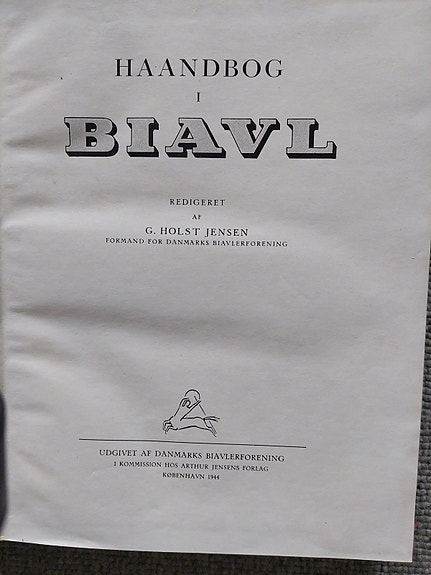 HAANDBOG
I
BIAVL
REDIGERET
AF
G. HOLST JENSEN
FORMAND FOR DANMARKS BIAVLERFORENING
UDGIVET AF DANMARKS BIAVLERFORENING
I KOMMISSION HOS ARTHUR JENSENS FORLAG
KØBENHAVN 1944